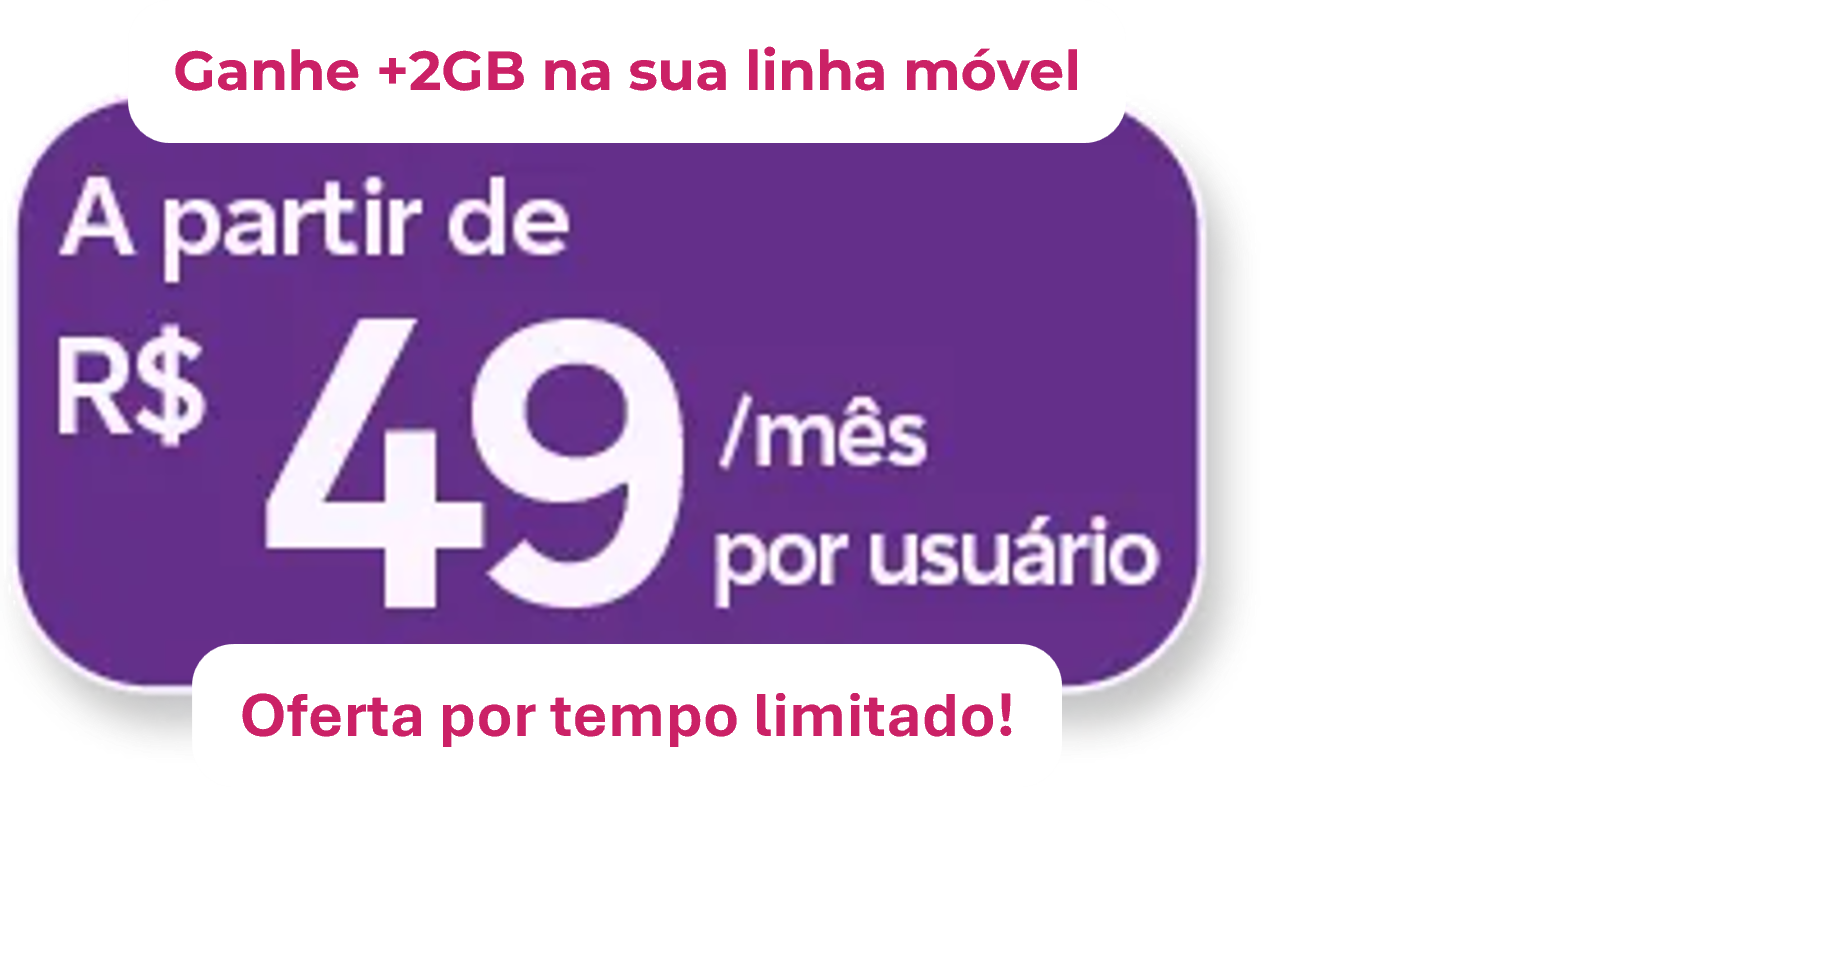 Ganhe +2GB na sua linha móvel
A partir de
R$ 49 /mês
por usuário
Oferta por tempo limitado!